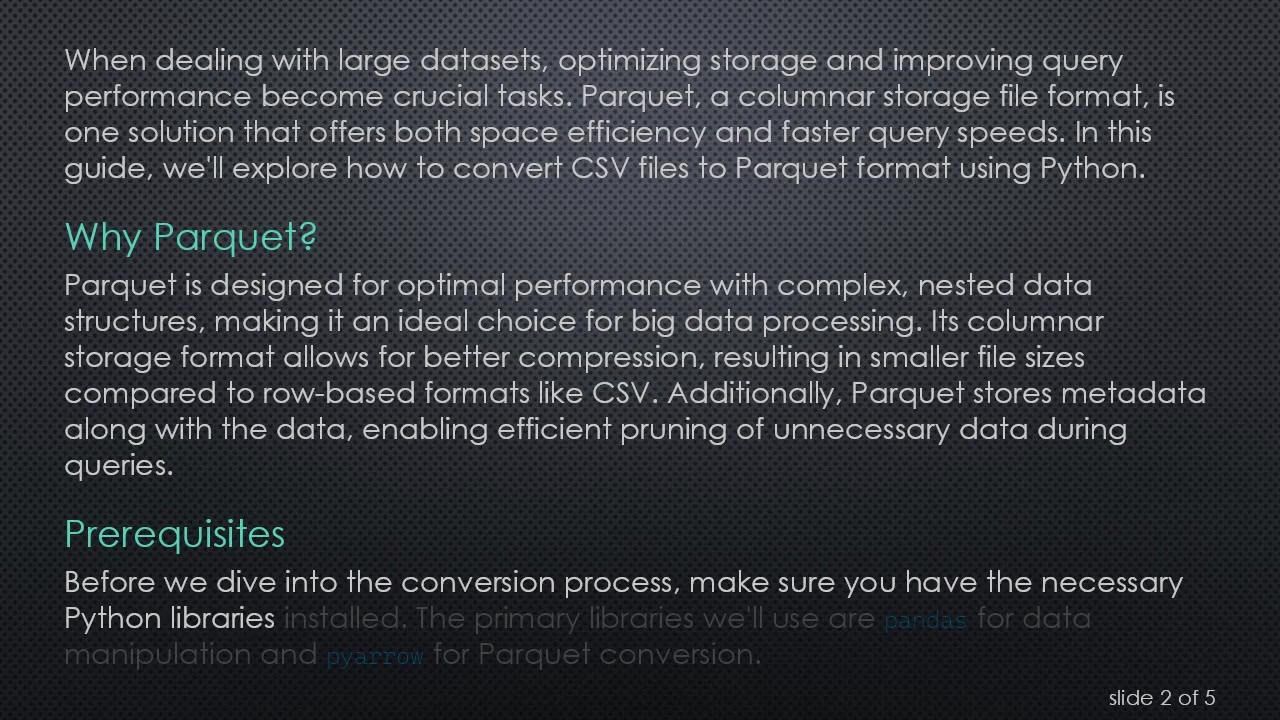 When dealing with large datasets, optimizing storage and improving query
performance become crucial tasks. Parquet, a columnar storage file format, is
one solution that offers both space efficiency and faster query speeds. In this
guide, we'll explore how to convert CSV files to Parquet format using Python.
Why Parquet?
Parquet is designed for optimal performance with complex, nested data
structures, making it an ideal choice for big data processing. Its columnar
storage format allows for better compression, resulting in smaller file sizes
compared to row-based formats like CSV. Additionally, Parquet stores metadata
along with the data, enabling efficient pruning of unnecessary data during
queries.
Prerequisites
Before we dive into the conversion process, make sure you have the necessary
Python libraries installed. The primary libraries we'll use are pandas for data
manipulation and pyarrow for Parquet conversion.
slide 2 of 5